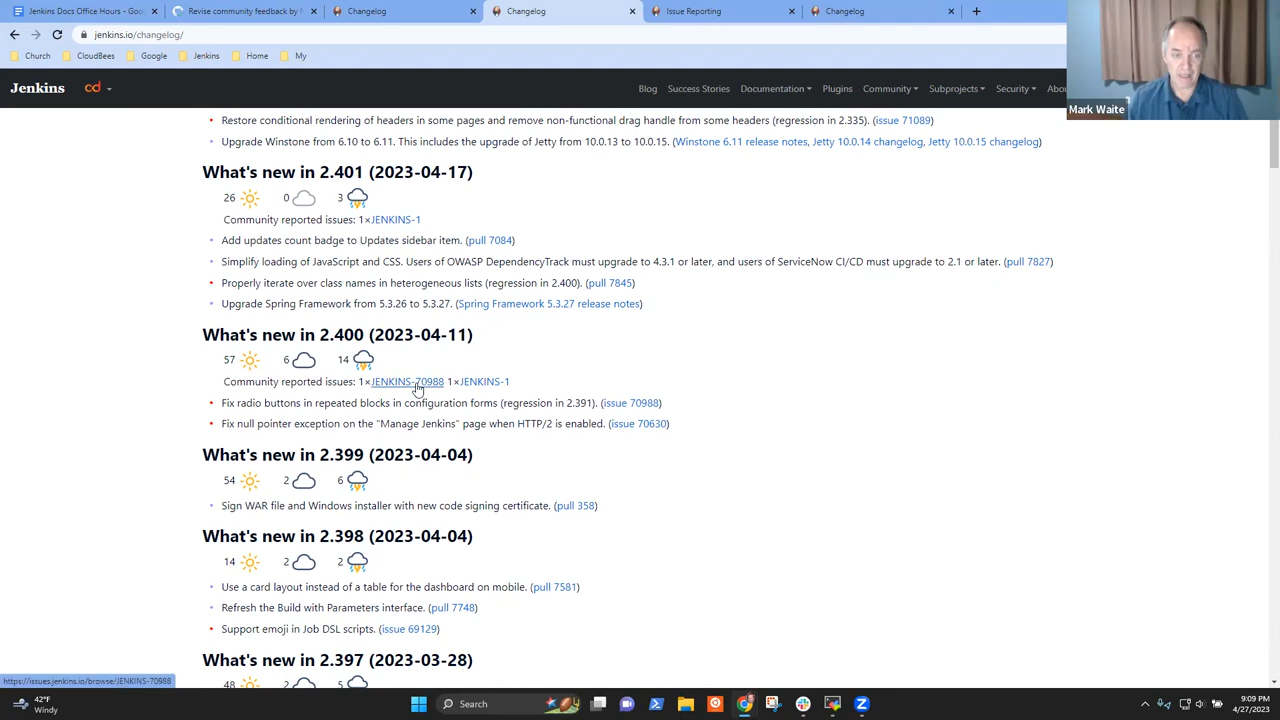 Jenkins Docs Office Hours - Goo
Revise community feedback by M
Changelog
Changelog
Issue Reporting
Changelog
jenkins.io/changelog/
Church
CloudBees
Google
Jenkins
Home
My
Jenkins
cd
Blog
Success Stories
Documentation
Plugins
Community
Subprojects
Security
Abou
Mark Waite
Restore conditional rendering of headers in some pages and remove non-functional drag handle from some headers (regression in 2.335). (issue 71089)
Upgrade Winstone from 6.10 to 6.11. This includes the upgrade of Jetty from 10.0.13 to 10.0.15. (Winstone 6.11 release notes, Jetty 10.0.14 changelog, Jetty 10.0.15 changelog)
What's new in 2.401 (2023-04-17)
26 0 3
Community reported issues: 1×JENKINS-1
Add updates count badge to Updates sidebar item. (pull 7084)
Simplify loading of JavaScript and CSS. Users of OWASP DependencyTrack must upgrade to 4.3.1 or later, and users of ServiceNow CI/CD must upgrade to 2.1 or later. (pull 7827)
Properly iterate over class names in heterogeneous lists (regression in 2.400). (pull 7845)
Upgrade Spring Framework from 5.3.26 to 5.3.27. (Spring Framework 5.3.27 release notes)
What's new in 2.400 (2023-04-11)
57 6 14
Community reported issues: 1×JENKINS-70988 1×JENKINS-1
Fix radio buttons in repeated blocks in configuration forms (regression in 2.391). (issue 70988)
Fix null pointer exception on the "Manage Jenkins" page when HTTP/2 is enabled. (issue 70630)
What's new in 2.399 (2023-04-04)
54 2 6
Sign WAR file and Windows installer with new code signing certificate. (pull 358)
What's new in 2.398 (2023-04-04)
14 2 2
Use a card layout instead of a table for the dashboard on mobile. (pull 7581)
Refresh the Build with Parameters interface. (pull 7748)
Support emoji in Job DSL scripts. (issue 69129)
What's new in 2.397 (2023-03-28)
48 2 5
https://issues.jenkins.io/browse/JENKINS-70988
42°F
Windy
Search
9:09 PM
4/27/2023